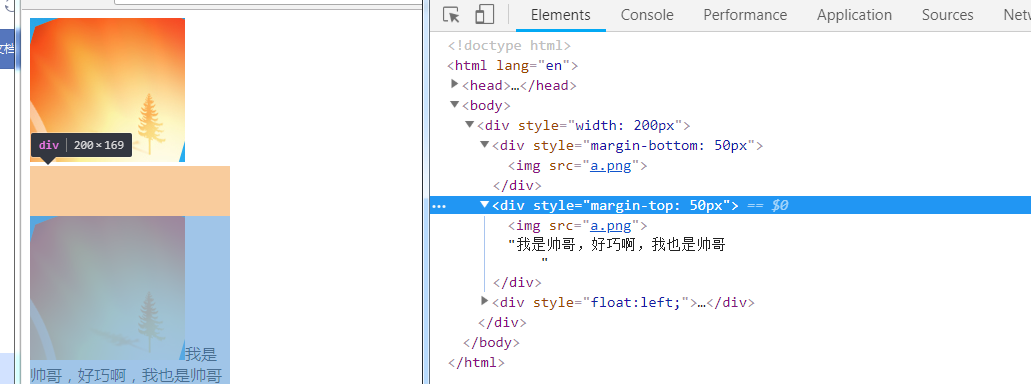 文档
div 200 × 169
我是
帅哥，好巧啊，我也是帅哥
Elements Console Performance Application Sources Netw
<!doctype html>
<html lang="en">
<head>…</head>
<body>
<div style="width: 200px">
<div style="margin-bottom: 50px">
<img src="a.png">
</div>
<div style="margin-top: 50px"> == $0
<img src="a.png">
"我是帅哥，好巧啊，我也是帅哥
"
</div>
<div style="float:left;">…</div>
</div>
</body>
</html>